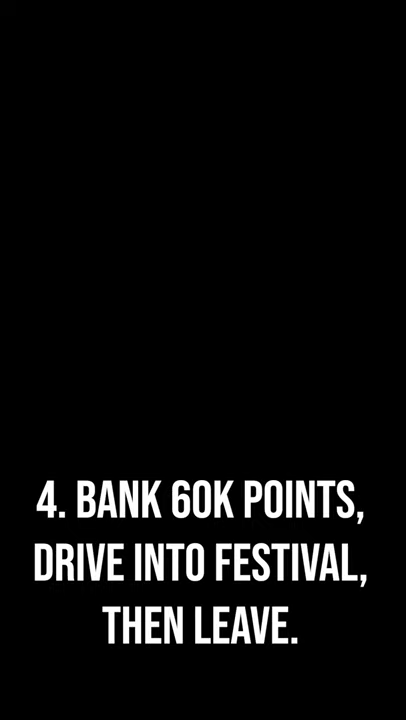 4. BANK 60K POINTS,
DRIVE INTO FESTIVAL,
THEN LEAVE.